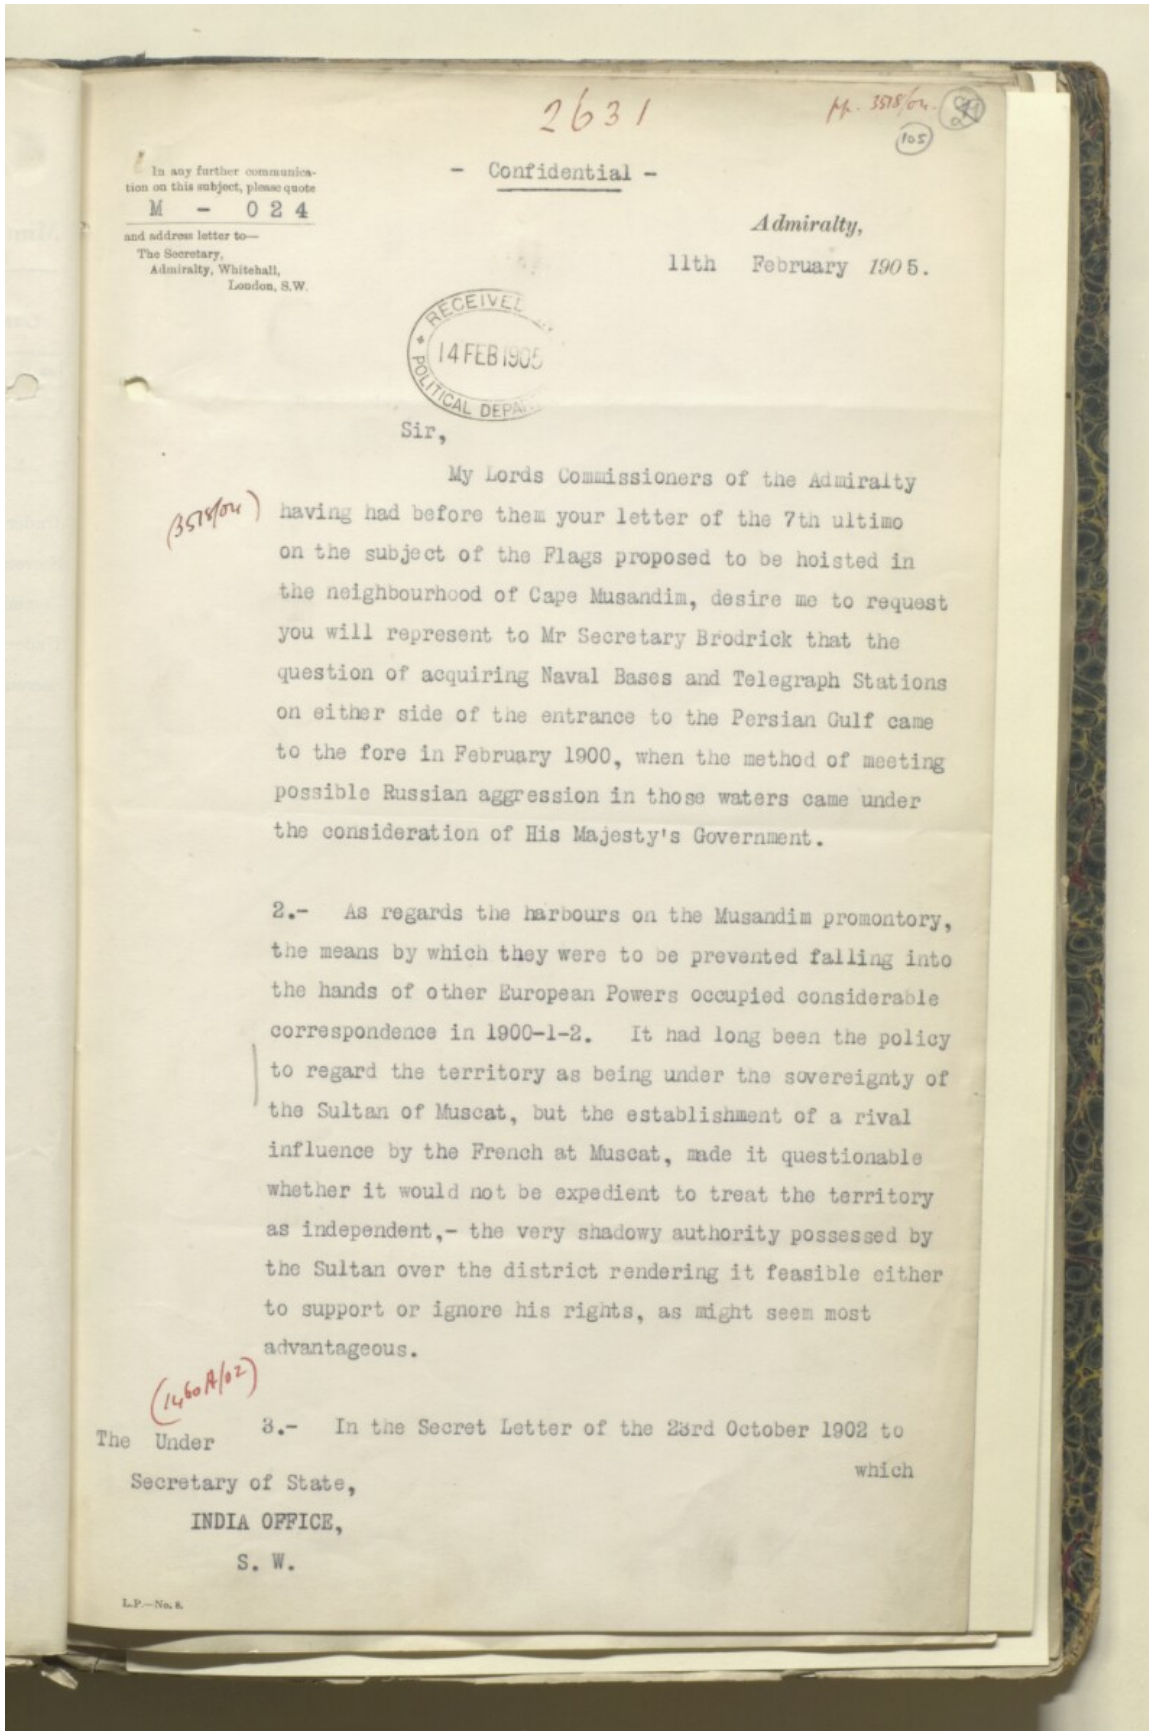 2631
pp. 3518/04.
105
In any further communica-
tion on this subject, please quote
M - 024
and address letter to—
The Secretary,
Admiralty, Whitehall,
London, S.W.
- Confidential -
Admiralty,
11th February 1905.
RECEIVED
14 FEB 1905
POLITICAL
Sir,
My Lords Commissioners of the Admiralty
(3518/04)
having had before them your letter of the 7th ultimo
on the subject of the Flags proposed to be hoisted in
the neighbourhood of Cape Musandim, desire me to request
you will represent to Mr Secretary Brodrick that the
question of acquiring Naval Bases and Telegraph Stations
on either side of the entrance to the Persian Gulf came
to the fore in February 1900, when the method of meeting
possible Russian aggression in those waters came under
the consideration of His Majesty's Government.
2.- As regards the harbours on the Musandim promontory,
the means by which they were to be prevented falling into
the hands of other European Powers occupied considerable
correspondence in 1900-1-2. It had long been the policy
to regard the territory as being under the sovereignty of
the Sultan of Muscat, but the establishment of a rival
influence by the French at Muscat, made it questionable
whether it would not be expedient to treat the territory
as independent,- the very shadowy authority possessed by
the Sultan over the district rendering it feasible either
to support or ignore his rights, as might seem most
advantageous.
(1460A/02)
3.- In the Secret Letter of the 23rd October 1902 to
which
The Under
Secretary of State,
INDIA OFFICE,
S. W.
L.P.—No. 8.